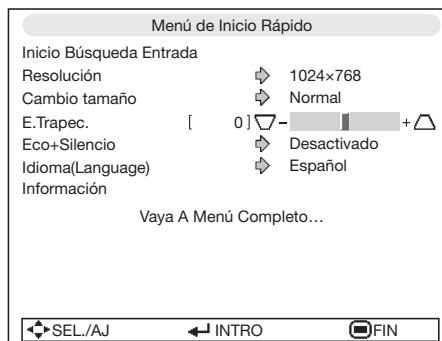 Menú de Inicio Rápido
Inicio Búsqueda Entrada
Resolución 1024×768
Cambio tamaño Normal
E.Trapec. [ 0 ] – +
Eco+Silencio Desactivado
Idioma(Language) Español
Información
Vaya A Menú Completo…
SEL./AJ INTRO FIN